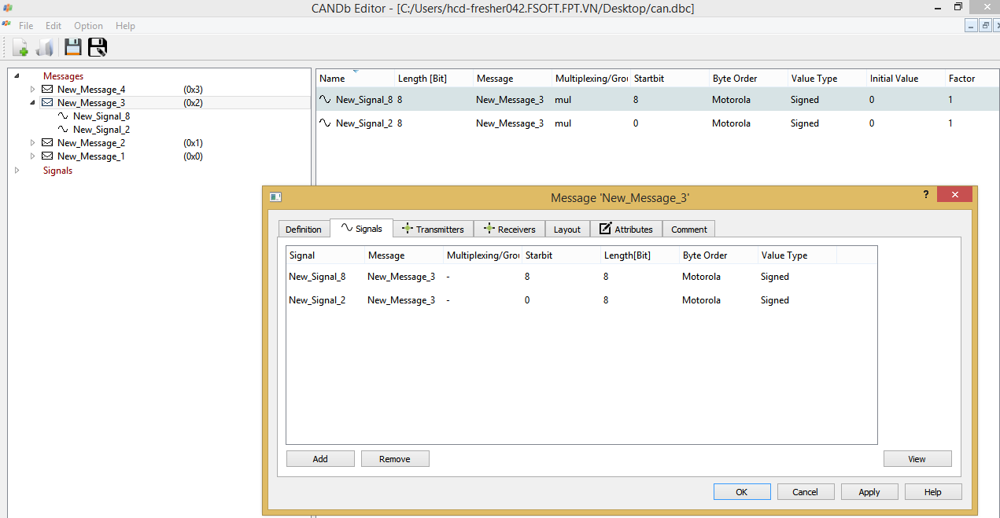 CANDb Editor - [C:/Users/hcd-fresher042.FSOFT.FPT.VN/Desktop/can.dbc]
File Edit Option Help
Messages
New_Message_4 (0x3)
New_Message_3 (0x2)
New_Signal_8
New_Signal_2
New_Message_2 (0x1)
New_Message_1 (0x0)
Signals
Name Length [Bit] Message Multiplexing/Grou Startbit Byte Order Value Type Initial Value Factor
New_Signal_8 8 New_Message_3 mul 8 Motorola Signed 0 1
New_Signal_2 8 New_Message_3 mul 0 Motorola Signed 0 1
Message 'New_Message_3'
?
Definition Signals Transmitters Receivers Layout Attributes Comment
Signal Message Multiplexing/Grou Starbit Length[Bit] Byte Order Value Type
New_Signal_8 New_Message_3 - 8 8 Motorola Signed
New_Signal_2 New_Message_3 - 0 8 Motorola Signed
Add Remove View
OK Cancel Apply Help